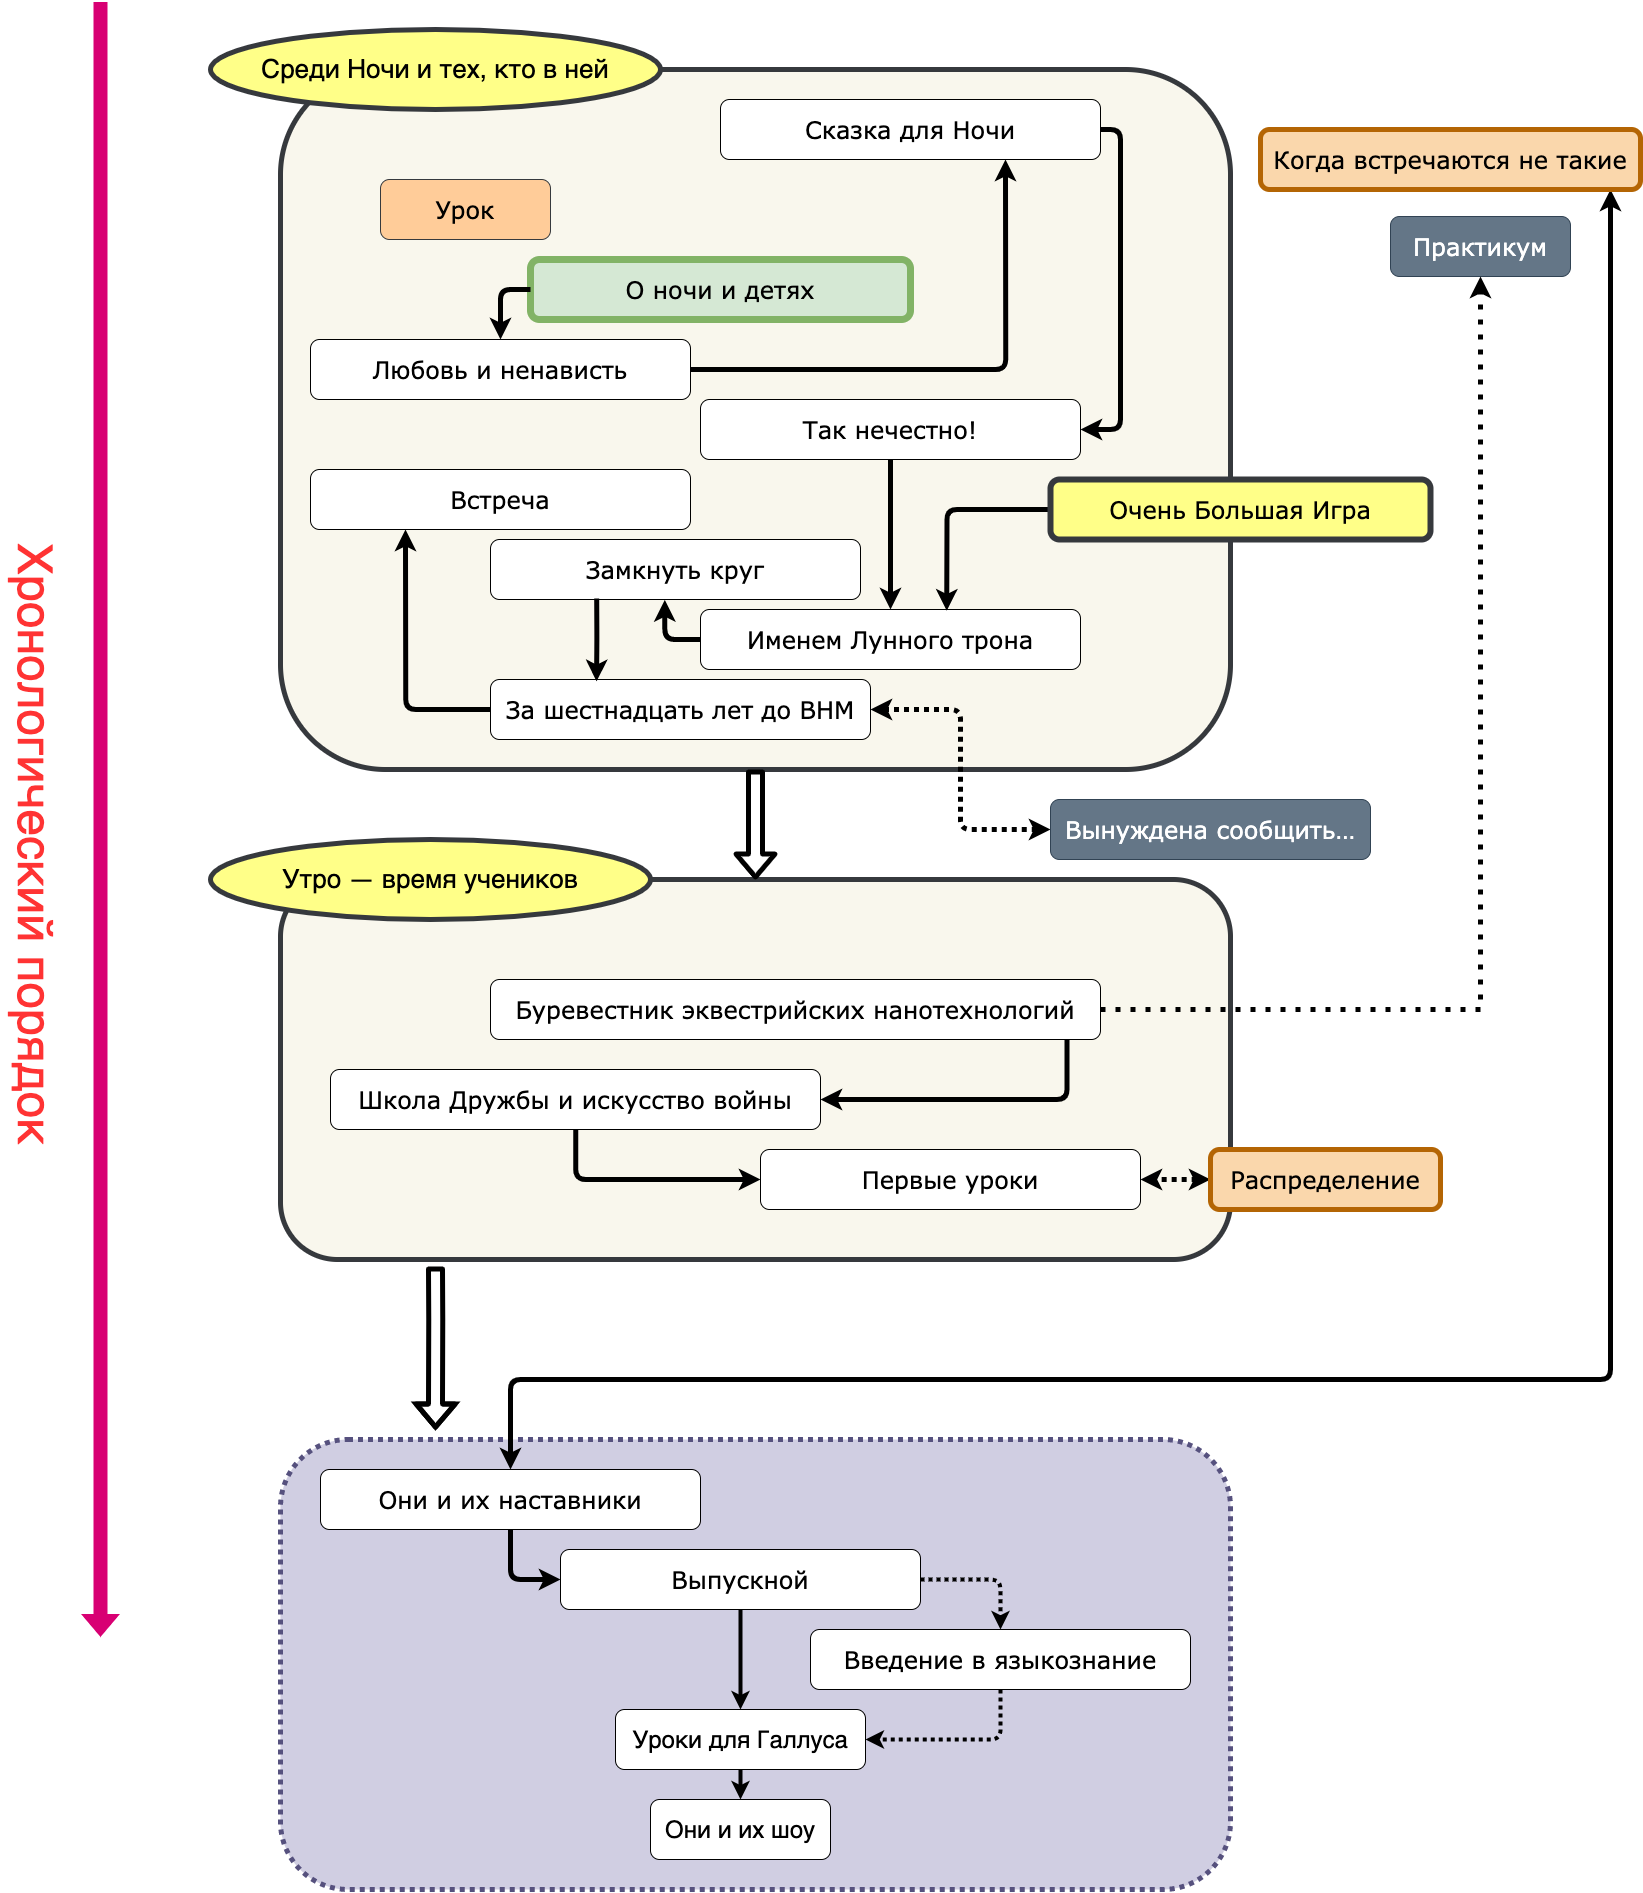 Среди Ночи и тех, кто в ней
Сказка для Ночи
Когда встречаются не такие
Урок
Практикум
О ночи и детях
Любовь и ненависть
Так нечестно!
Встреча
Очень Большая Игра
Замкнуть круг
Именем Лунного трона
За шестнадцать лет до ВНМ
Вынуждена сообщить...
Хронологический порядок
Утро — время учеников
Буревестник эквестрийских нанотехнологий
Школа Дружбы и искусство войны
Первые уроки
Распределение
Они и их наставники
Выпускной
Введение в языкознание
Уроки для Галлуса
Они и их шоу